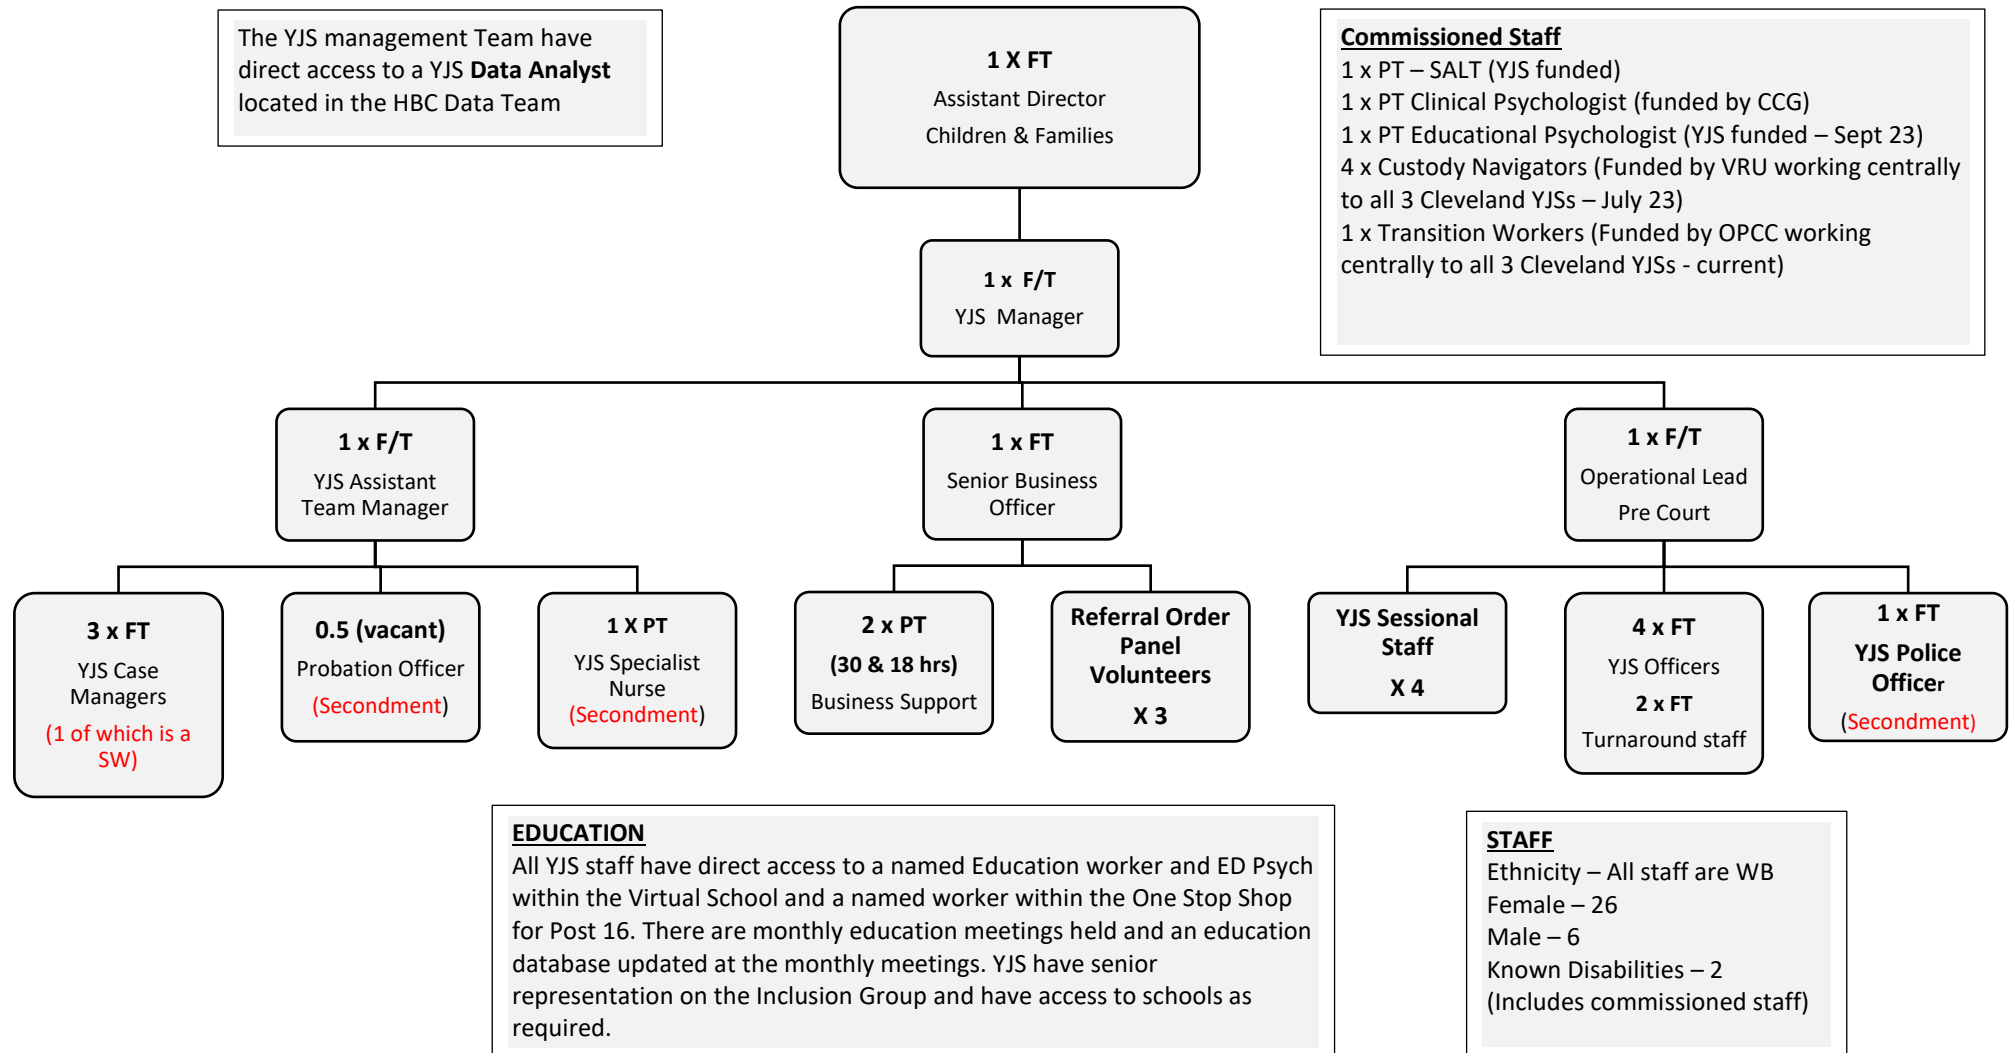 The YJS management Team have
direct access to a YJS Data Analyst
located in the HBC Data Team
1 X FT
Assistant Director
Children & Families
Commissioned Staff
1 x PT – SALT (YJS funded)
1 x PT Clinical Psychologist (funded by CCG)
1 x PT Educational Psychologist (YJS funded – Sept 23)
4 x Custody Navigators (Funded by VRU working centrally
to all 3 Cleveland YJSs – July 23)
1 x Transition Workers (Funded by OPCC working
centrally to all 3 Cleveland YJSs - current)
1 x  F/T
YJS  Manager
1 x F/T
YJS Assistant
Team Manager
1 x FT
Senior Business
Officer
1 x F/T
Operational Lead
Pre Court
3 x FT
YJS Case
Managers
(1 of which is a
SW)
0.5 (vacant)
Probation Officer
(Secondment)
1 X PT
YJS Specialist
Nurse
(Secondment)
2 x PT
(30 & 18 hrs)
Business Support
Referral Order
Panel
Volunteers
X 3
YJS Sessional
Staff
X 4
4 x FT
YJS Officers
2 x FT
Turnaround staff
1 x FT
YJS Police
Officer
(Secondment)
EDUCATION
All YJS staff have direct access to a named Education worker and ED Psych
within the Virtual School and a named worker within the One Stop Shop
for Post 16. There are monthly education meetings held and an education
database updated at the monthly meetings. YJS have senior
representation on the Inclusion Group and have access to schools as
required.
STAFF
Ethnicity – All staff are WB
Female – 26
Male – 6
Known Disabilities – 2
(Includes commissioned staff)